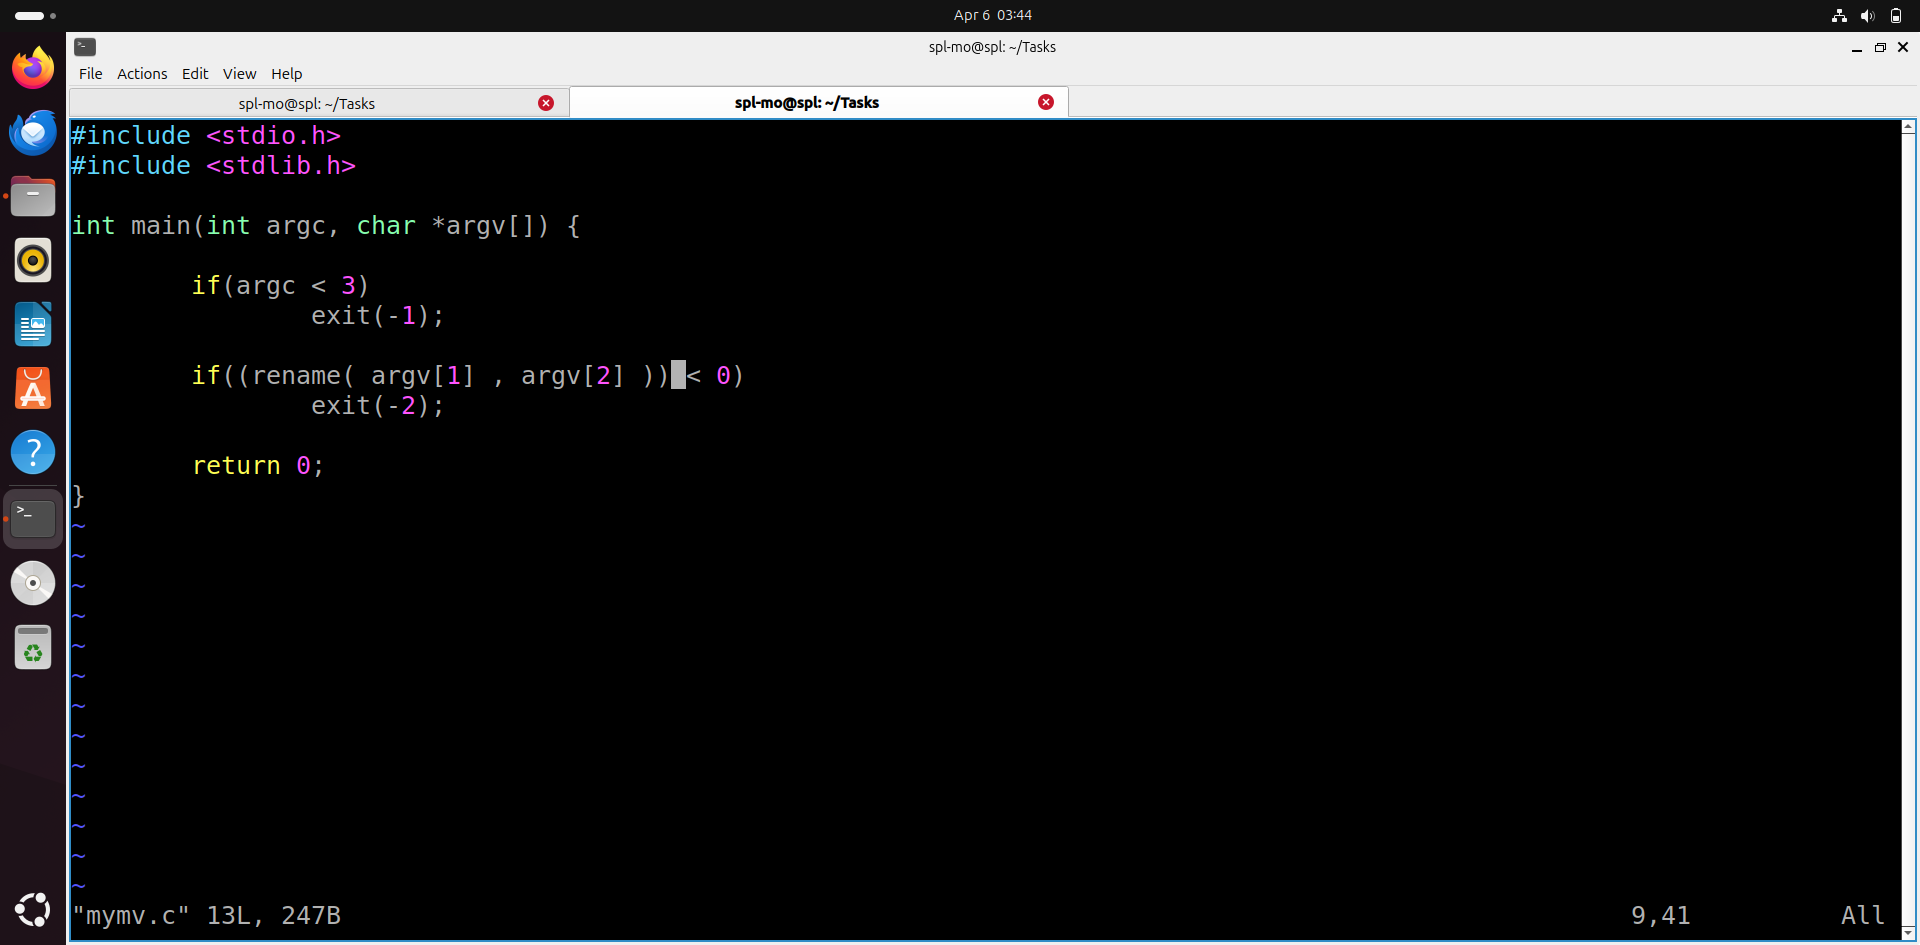 Apr 6 03:44
spl-mo@spl: ~/Tasks
File Actions Edit View Help
spl-mo@spl: ~/Tasks
spl-mo@spl: ~/Tasks
#include <stdio.h>
#include <stdlib.h>
int main(int argc, char *argv[]) {
if(argc < 3)
exit(-1);
if((rename( argv[1] , argv[2] )) < 0)
exit(-2);
return 0;
}
~
~
~
~
~
~
~
~
~
~
~
~
~
"mymv.c" 13L, 247B 9,41 All